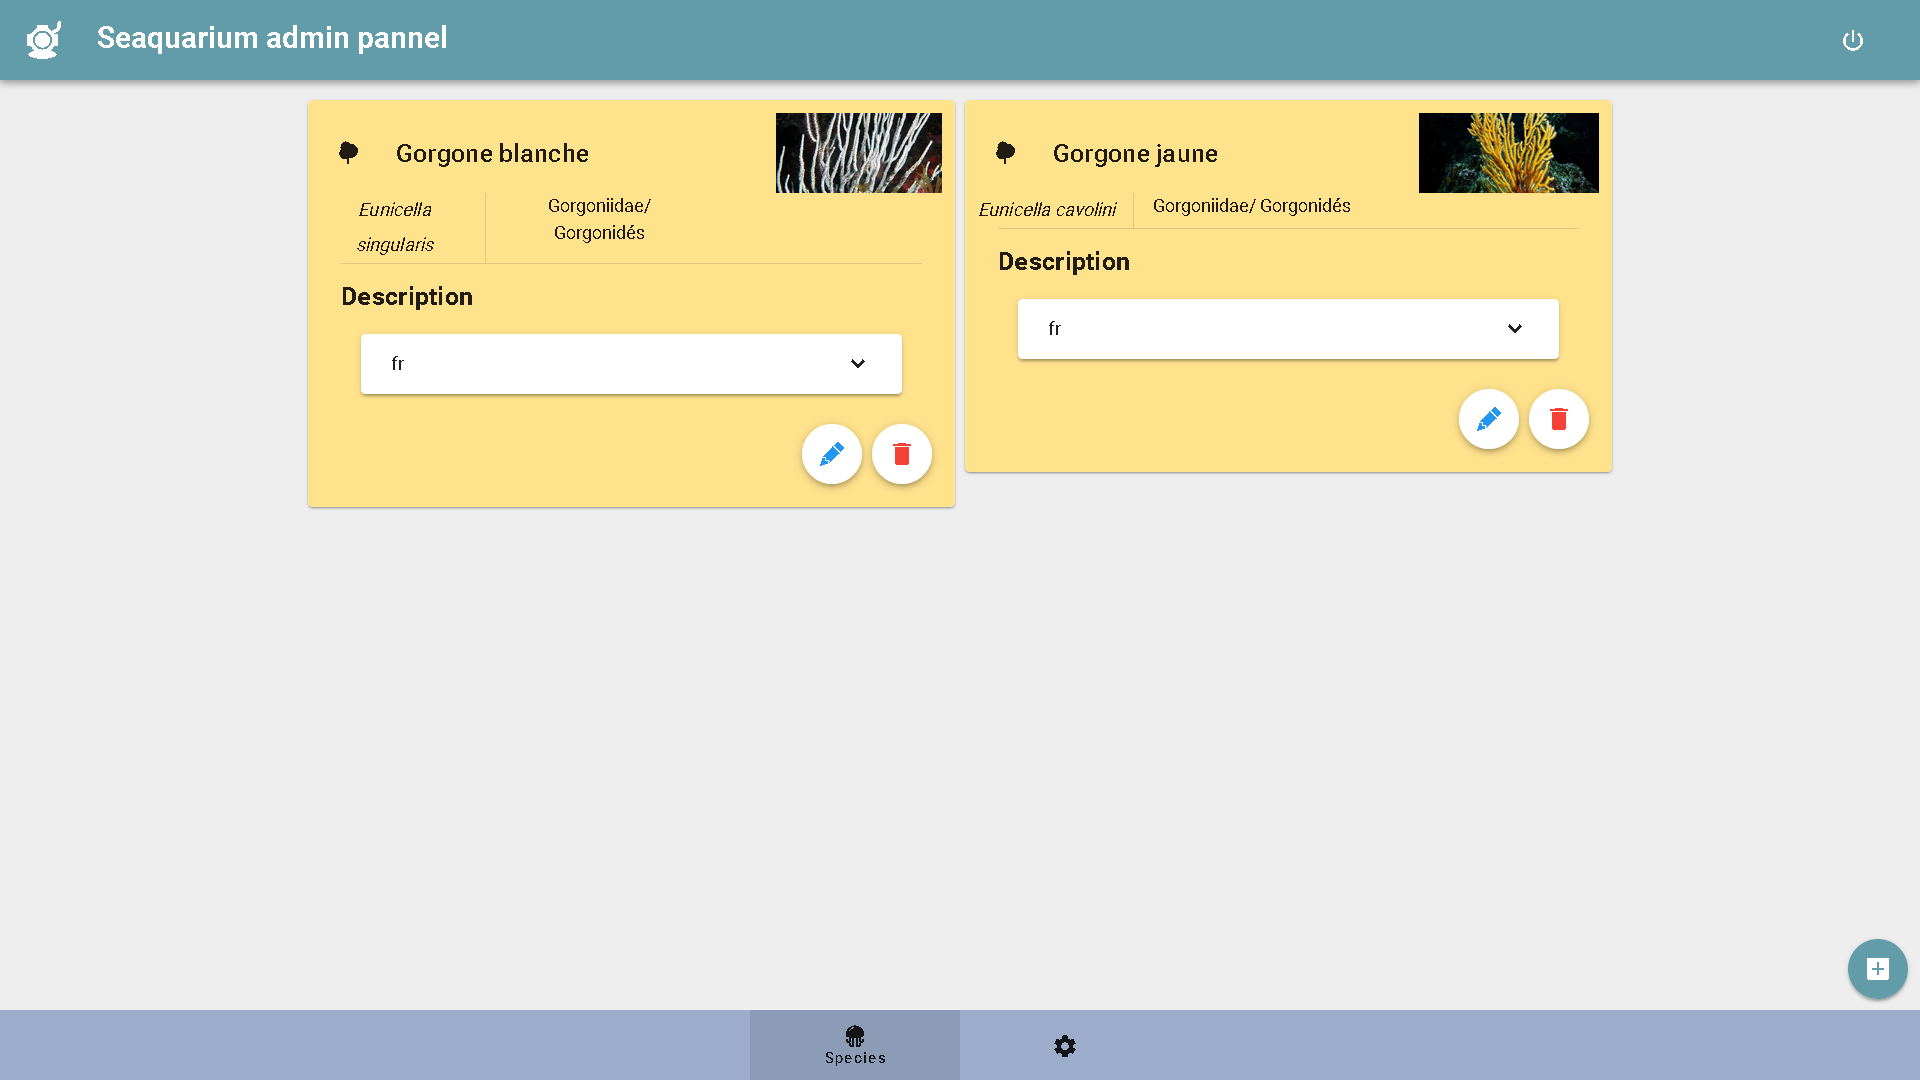 Seaquarium admin pannel
Gorgone blanche
Eunicella
singularis
Gorgoniidae/
Gorgonidés
Description
fr
Gorgone jaune
Eunicella cavolini
Gorgoniidae/ Gorgonidés
Description
fr
Species